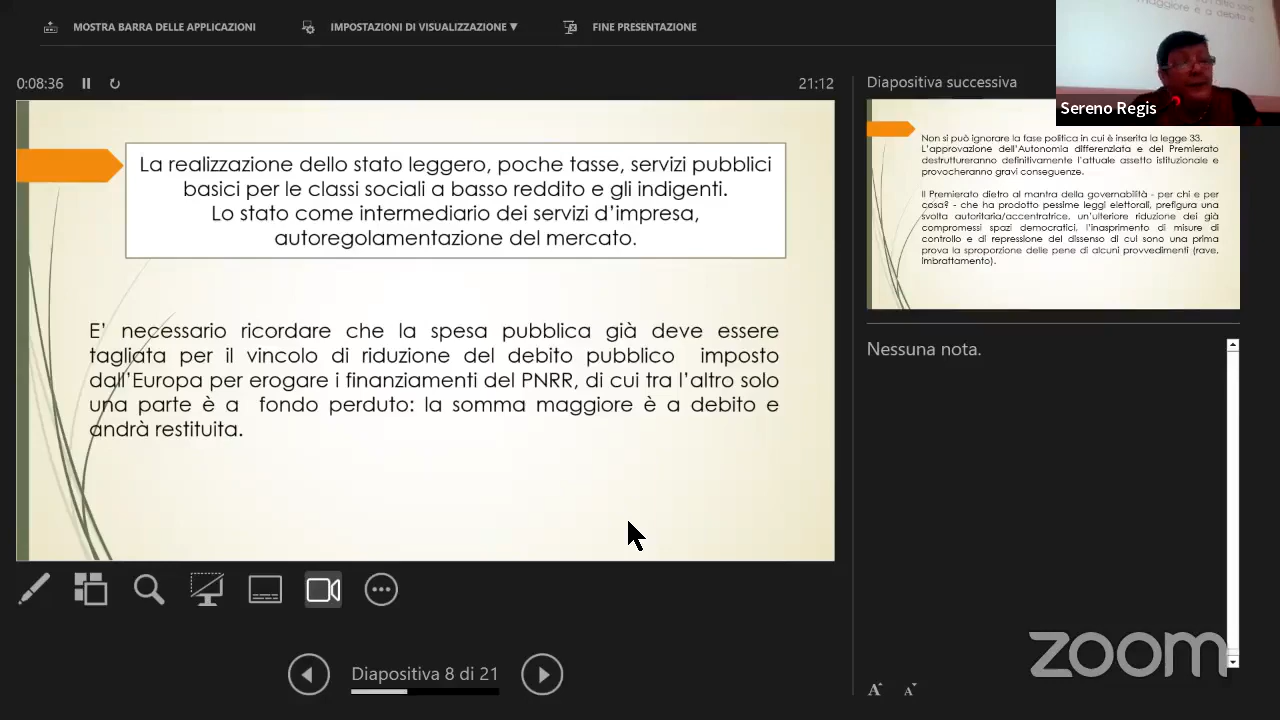 MOSTRA BARRA DELLE APPLICAZIONI
IMPOSTAZIONI DI VISUALIZZAZIONE ▼
FINE PRESENTAZIONE
0:08:36
21:12
La realizzazione dello stato leggero, poche tasse, servizi pubblici
basici per le classi sociali a basso reddito e gli indigenti.
Lo stato come intermediario dei servizi d'impresa,
autoregolamentazione del mercato.
E' necessario ricordare che la spesa pubblica già deve essere
tagliata per il vincolo di riduzione del debito pubblico imposto
dall'Europa per erogare i finanziamenti del PNRR, di cui tra l'altro solo
una parte è a fondo perduto: la somma maggiore è a debito e
andrà restituita.
Diapositiva 8 di 21
Diapositiva successiva
maggiore è a debito e
Sereno Regis
Non si può ignorare la fase politica in cui è inserita la legge 33.
L'approvazione dell'Autonomia differenziata e del Premierato
destrutureranno definitivamente l'attuale assetto istituzionale e
provocheranno gravi conseguenze.
Il Premierato dietro al mantra della governabilità - per chi e per
cosa? - che ha prodotto pessime leggi elettorali, prefigura una
svolta autoritaria/accentratrice, un'ulteriore riduzione dei già
compromessi spazi democratici, l'inasprimento di misure di
controllo e di repressione del dissenso di cui sono una prima
prova la sproporzione delle pene di alcuni provvedimenti (rave,
imbrattamento).
Nessuna nota.
zoom
A A